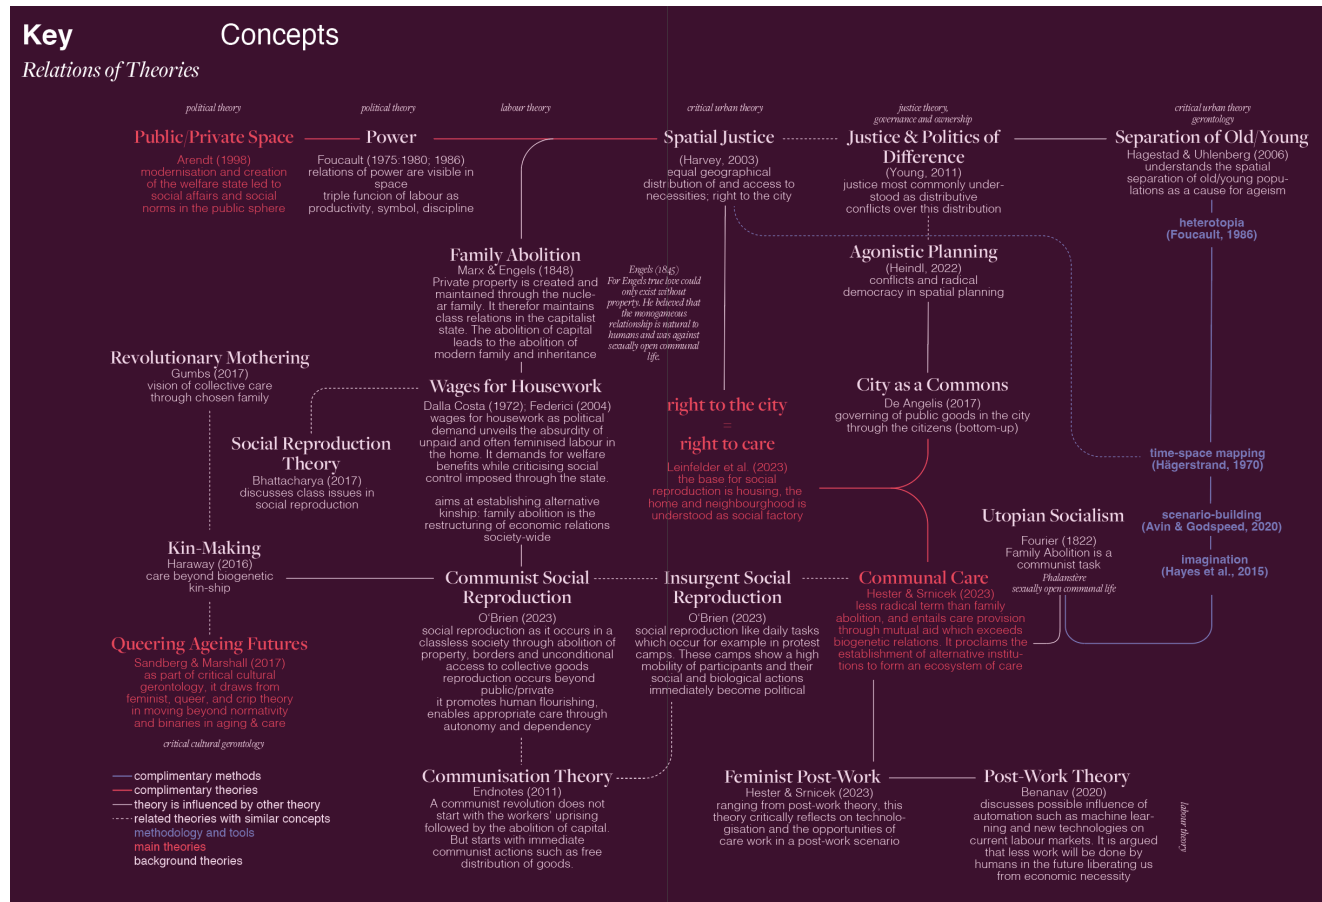 Key Concepts
Relations of Theories
political theory
Public/Private Space
Arendt (1998)
modernisation and creation
of the welfare state led to
social affairs and social
norms in the public sphere
political theory
Power
Foucault (1975:1980; 1986)
relations of power are visible in
space
triple funcion of labour as
productivity, symbol, discipline
labour theory
critical urban theory
Spatial Justice
(Harvey, 2003)
equal geographical
distribution of and access to
necessities; right to the city
justice theory,
governance and ownership
Justice & Politics of
Difference
(Young, 2011)
justice most commonly under-
stood as distributive
conflicts over this distribution
critical urban theory
gerontology
Separation of Old/Young
Hagestad & Uhlenberg (2006)
understands the spatial
separation of old/young popu-
lations as a cause for ageism
heterotopia
(Foucault, 1986)
Family Abolition
Marx & Engels (1848)
Private property is created and
maintained through the nucle-
ar family. It therefor maintains
class relations in the capitalist
state. The abolition of capital
leads to the abolition of
modern family and inheritance
Engels (1845)
For Engels true love could
only exist without
property. He believed that
the monogameous
relationship is natural to
humans and was against
sexually open communal
life.
Agonistic Planning
(Heindl, 2022)
conflicts and radical
democracy in spatial planning
Revolutionary Mothering
Gumbs (2017)
vision of collective care
through chosen family
Wages for Housework
Dalla Costa (1972); Federici (2004)
wages for housework as political
demand unveils the absurdity of
unpaid and often feminised labour in
the home. It demands for welfare
benefits while criticising social
control imposed through the state.
aims at establishing alternative
kinship: family abolition is the
restructuring of economic relations
society-wide
right to the city
=
right to care
Leinfelder et al. (2023)
the base for social
reproduction is housing, the
home and neighbourghood is
understood as social factory
City as a Commons
De Angelis (2017)
governing of public goods in the city
through the citizens (bottom-up)
Social Reproduction
Theory
Bhattacharya (2017)
discusses class issues in
social reproduction
time-space mapping
(Hägerstrand, 1970)
scenario-building
(Avin & Godspeed, 2020)
imagination
(Hayes et al., 2015)
Utopian Socialism
Fourier (1822)
Family Abolition is a
communist task
Phalanstère
sexually open communal life
Kin-Making
Haraway (2016)
care beyond biogenetic
kin-ship
Communist Social
Reproduction
O'Brien (2023)
social reproduction as it occurs in a
classless society through abolition of
property, borders and unconditional
access to collective goods
reproduction occurs beyond
public/private
it promotes human flourishing,
enables appropriate care through
autonomy and dependency
Insurgent Social
Reproduction
O'Brien (2023)
social reproduction like daily tasks
which occur for example in protest
camps. These camps show a high
mobility of participants and their
social and biological actions
immediately become political
Communal Care
Hester & Srnicek (2023)
less radical term than family
abolition, and entails care provision
through mutual aid which exceeds
biogenetic relations. It proclaims the
establishment of alternative institu-
tions to form an ecosystem of care
Queering Ageing Futures
Sandberg & Marshall (2017)
as part of critical cultural
gerontology, it draws from
feminist, queer, and crip theory
in moving beyond normativity
and binaries in aging & care
critical cultural gerontology
complimentary methods
complimentary theories
theory is influenced by other theory
related theories with similar concepts
methodology and tools
main theories
background theories
Communisation Theory
Endnotes (2011)
A communist revolution does not
start with the workers' uprising
followed by the abolition of capital.
But starts with immediate
communist actions such as free
distribution of goods.
Feminist Post-Work
Hester & Srnicek (2023)
ranging from post-work theory, this
theory critically reflects on technolo-
gisation and the opportunities of
care work in a post-work scenario
Post-Work Theory
Benanav (2020)
discusses possible influence of
automation such as machine lear-
ning and new technologies on
current labour markets. It is argued
that less work will be done by
humans in the future liberating us
from economic necessity
labour theory